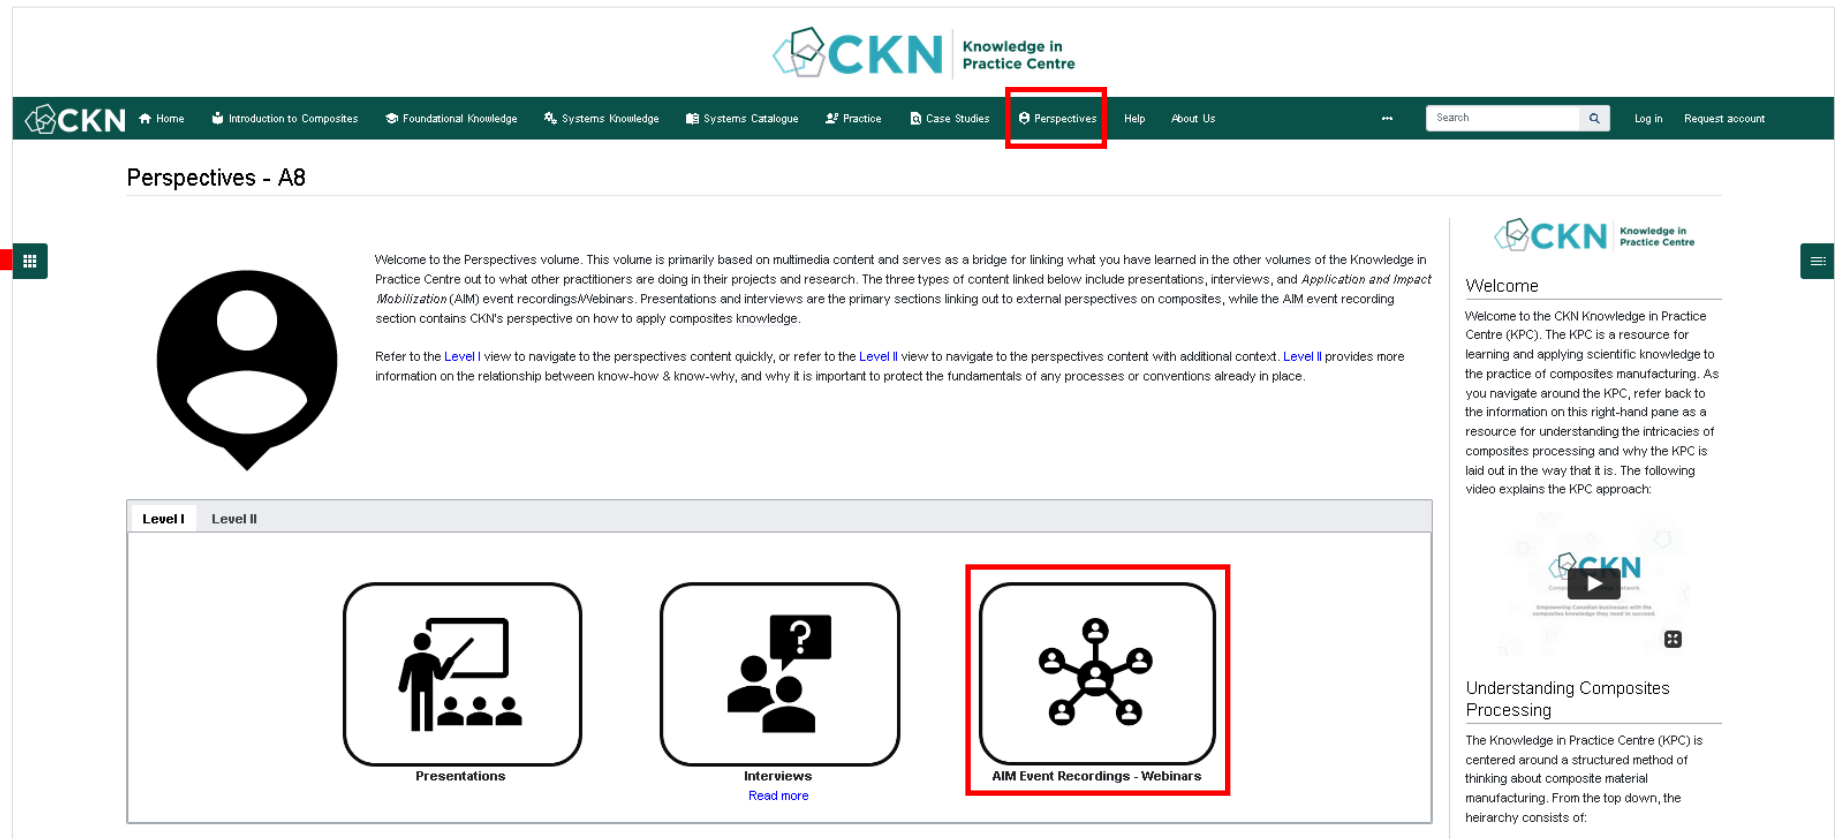 CKN Knowledge in
Practice Centre
CKN Home Introduction to Composites Foundational Knowledge Systems Knowledge Systems Catalogue Practice Case Studies Perspectives Help About Us ••• Search Log in Request account
Perspectives - A8
Welcome to the Perspectives volume. This volume is primarily based on multimedia content and serves as a bridge for linking what you have learned in the other volumes of the Knowledge in
Practice Centre out to what other practitioners are doing in their projects and research. The three types of content linked below include presentations, interviews, and Application and Impact
Mobilization (AIM) event recordings/Webinars. Presentations and interviews are the primary sections linking out to external perspectives on composites, while the AIM event recording
section contains CKN's perspective on how to apply composites knowledge.
Refer to the Level I view to navigate to the perspectives content quickly, or refer to the Level II view to navigate to the perspectives content with additional context. Level II provides more
information on the relationship between know-how & know-why, and why it is important to protect the fundamentals of any processes or conventions already in place.
Level I Level II
?
Presentations
Interviews
Read more
AIM Event Recordings - Webinars
CKN Knowledge in
Practice Centre
Welcome
Welcome to the CKN Knowledge in Practice
Centre (KPC). The KPC is a resource for
learning and applying scientific knowledge to
the practice of composites manufacturing. As
you navigate around the KPC, refer back to
the information on this right-hand pane as a
resource for understanding the intricacies of
composites processing and why the KPC is
laid out in the way that it is. The following
video explains the KPC approach:
CKN
Empowering Canadian businesses with the
composites knowledge they need to succeed.
Understanding Composites
Processing
The Knowledge in Practice Centre (KPC) is
centered around a structured method of
thinking about composite material
manufacturing. From the top down, the
heirarchy consists of: